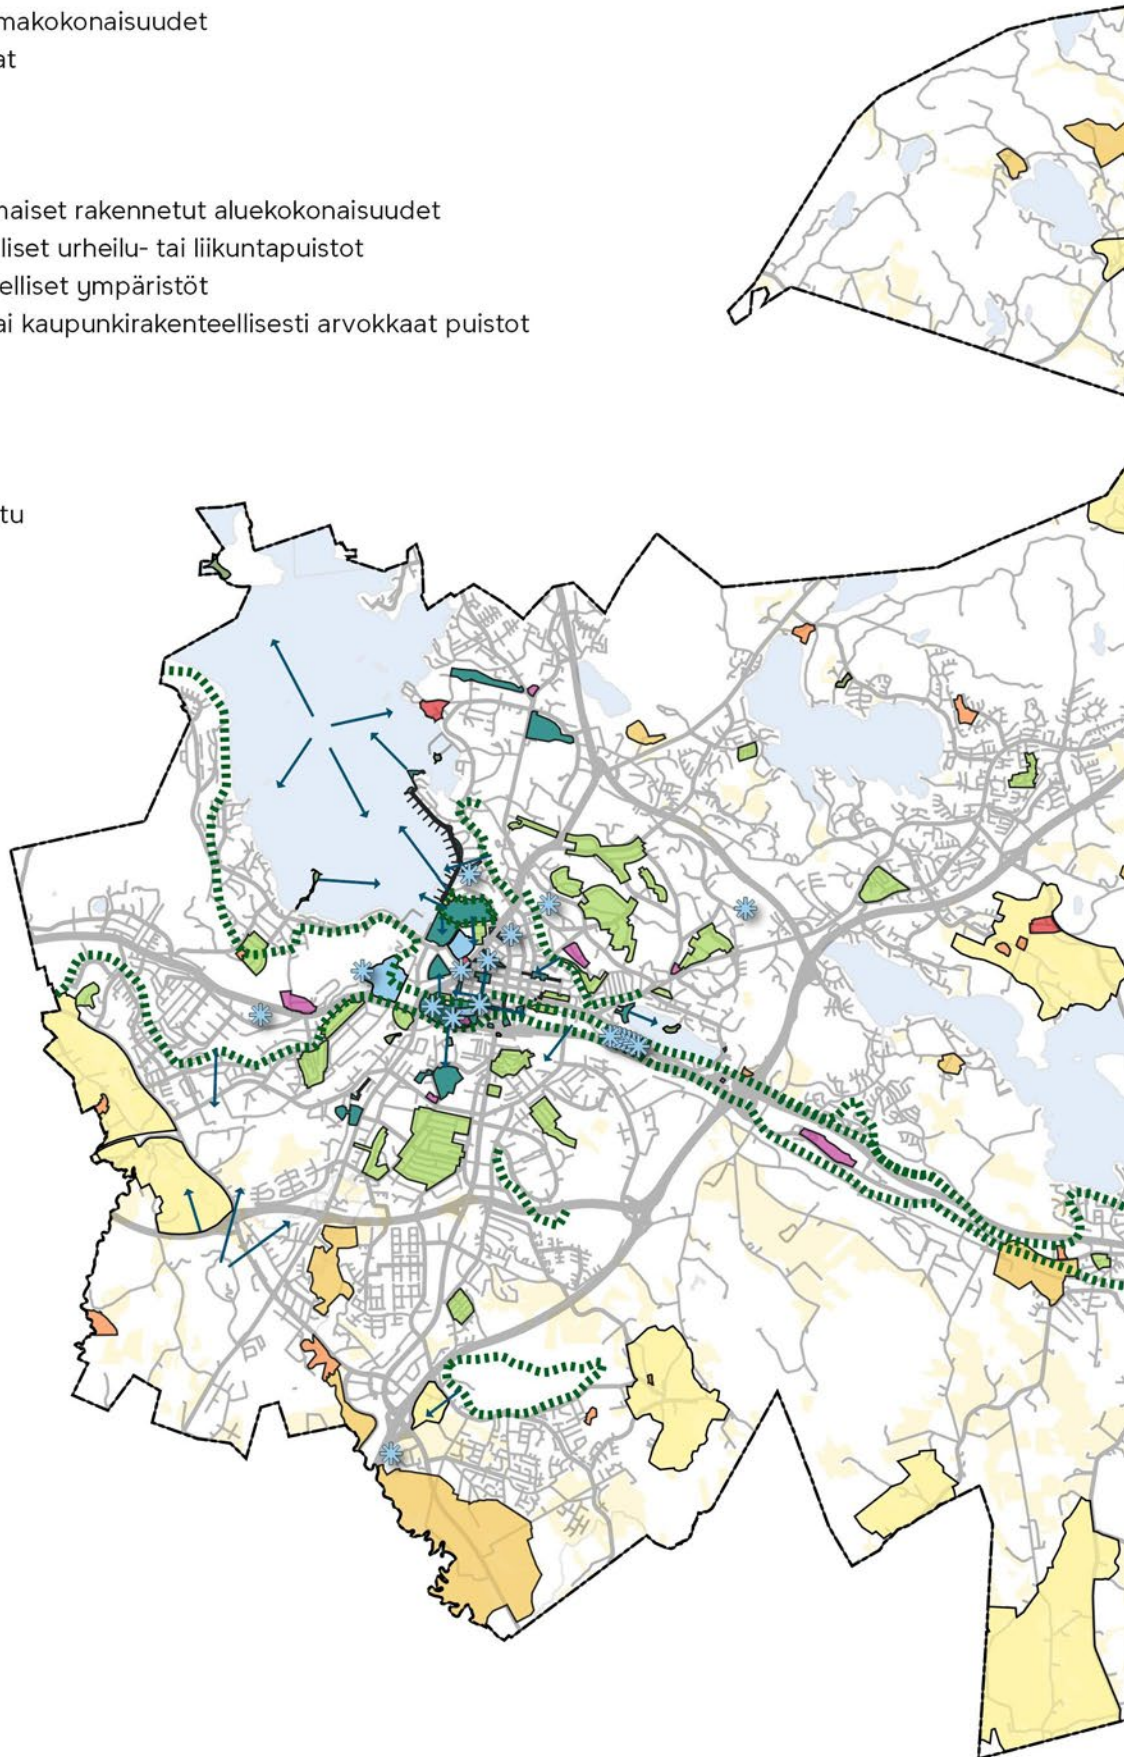 makokonaisuudet
at
naiset rakennetut aluekokonaisuudet
liset urheilu- tai liikuntapuistot
elliset ympäristöt
ai kaupunkirakenteellisesti arvokkaat puistot
tu